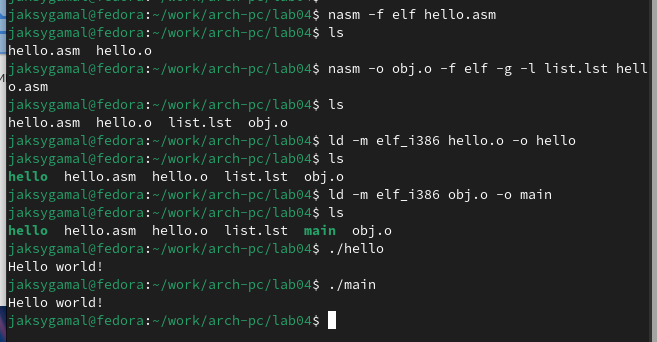 jaksygamal@fedora:~/work/arch-pc/lab04$ nasm -f elf hello.asm
jaksygamal@fedora:~/work/arch-pc/lab04$ ls
hello.asm  hello.o
jaksygamal@fedora:~/work/arch-pc/lab04$ nasm -o obj.o -f elf -g -l list.lst hell
o.asm
jaksygamal@fedora:~/work/arch-pc/lab04$ ls
hello.asm  hello.o  list.lst  obj.o
jaksygamal@fedora:~/work/arch-pc/lab04$ ld -m elf_i386 hello.o -o hello
jaksygamal@fedora:~/work/arch-pc/lab04$ ls
hello  hello.asm  hello.o  list.lst  obj.o
jaksygamal@fedora:~/work/arch-pc/lab04$ ld -m elf_i386 obj.o -o main
jaksygamal@fedora:~/work/arch-pc/lab04$ ls
hello  hello.asm  hello.o  list.lst  main  obj.o
jaksygamal@fedora:~/work/arch-pc/lab04$ ./hello
Hello world!
jaksygamal@fedora:~/work/arch-pc/lab04$ ./main
Hello world!
jaksygamal@fedora:~/work/arch-pc/lab04$